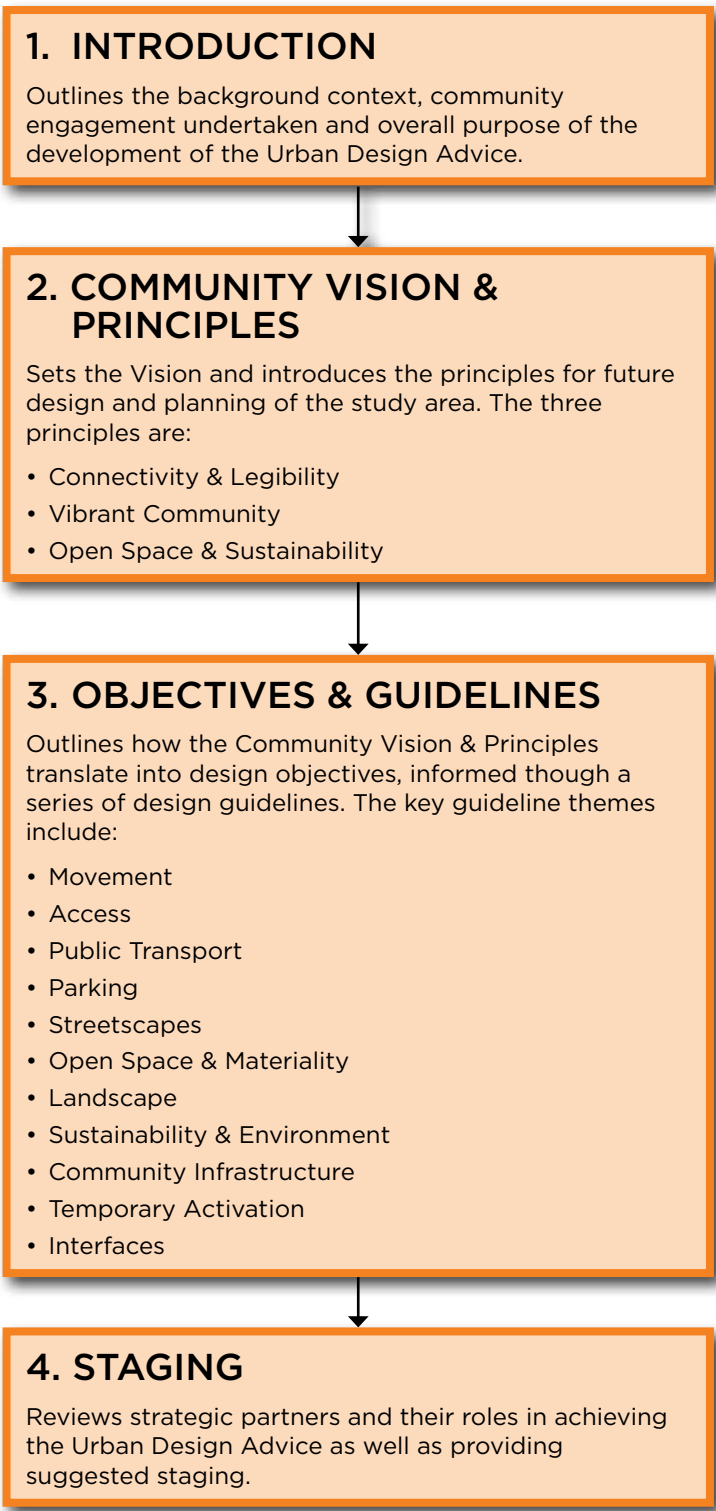 1. INTRODUCTION
Outlines the background context, community
engagement undertaken and overall purpose of the
development of the Urban Design Advice.
2. COMMUNITY VISION &
PRINCIPLES
Sets the Vision and introduces the principles for future
design and planning of the study area. The three
principles are:
• Connectivity & Legibility
• Vibrant Community
• Open Space & Sustainability
3. OBJECTIVES & GUIDELINES
Outlines how the Community Vision & Principles
translate into design objectives, informed though a
series of design guidelines. The key guideline themes
include:
• Movement
• Access
• Public Transport
• Parking
• Streetscapes
• Open Space & Materiality
• Landscape
• Sustainability & Environment
• Community Infrastructure
• Temporary Activation
• Interfaces
4. STAGING
Reviews strategic partners and their roles in achieving
the Urban Design Advice as well as providing
suggested staging.